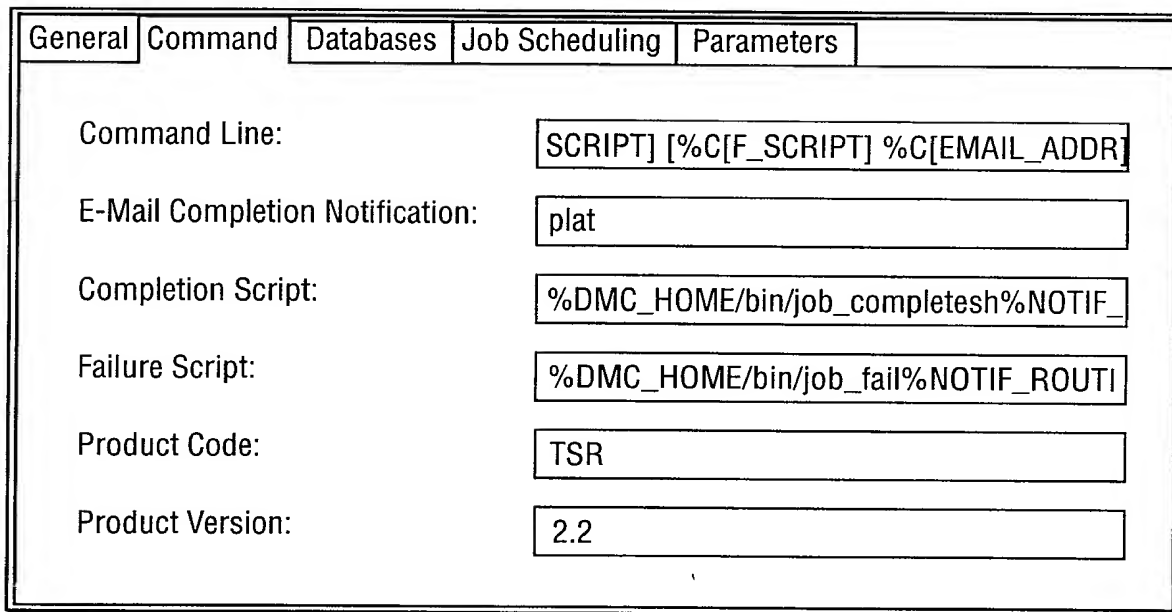 General Command Databases Job Scheduling Parameters
Command Line: SCRIPT] [%C[F_SCRIPT] %C[EMAIL_ADDR]
E-Mail Completion Notification: plat
Completion Script: %DMC_HOME/bin/job_completesh%NOTIF_
Failure Script: %DMC_HOME/bin/job_fail%NOTIF_ROUTI
Product Code: TSR
Product Version: 2.2